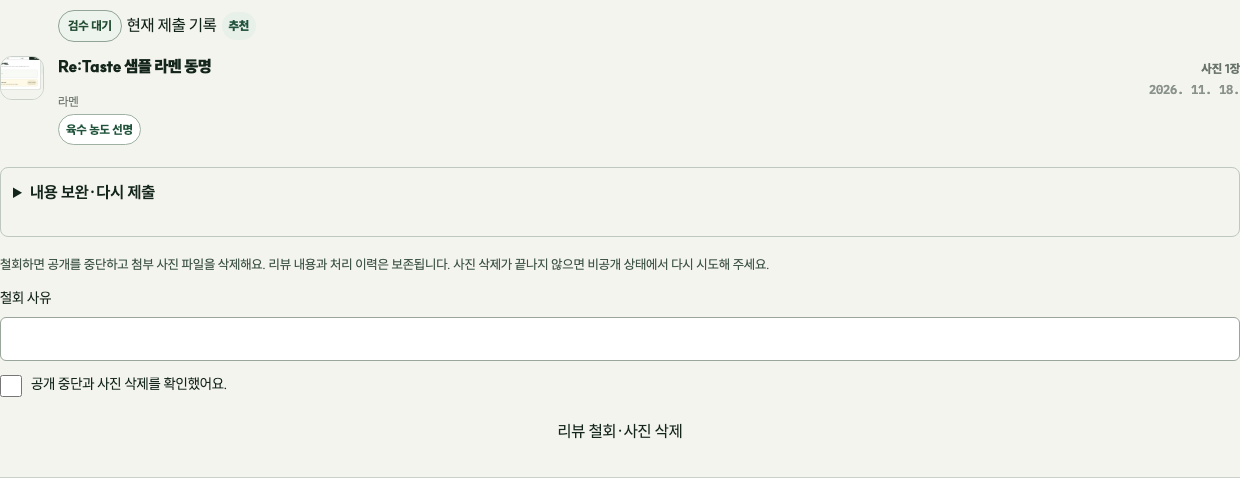 검수 대기 현재 제출 기록 추천
Re:Taste 샘플 라멘 동명
사진 1장
2026. 11. 18.
라멘
육수 농도 선명
▶ 내용 보완·다시 제출
철회하면 공개를 중단하고 첨부 사진 파일을 삭제해요. 리뷰 내용과 처리 이력은 보존됩니다. 사진 삭제가 끝나지 않으면 비공개 상태에서 다시 시도해 주세요.
철회 사유
공개 중단과 사진 삭제를 확인했어요.
리뷰 철회·사진 삭제